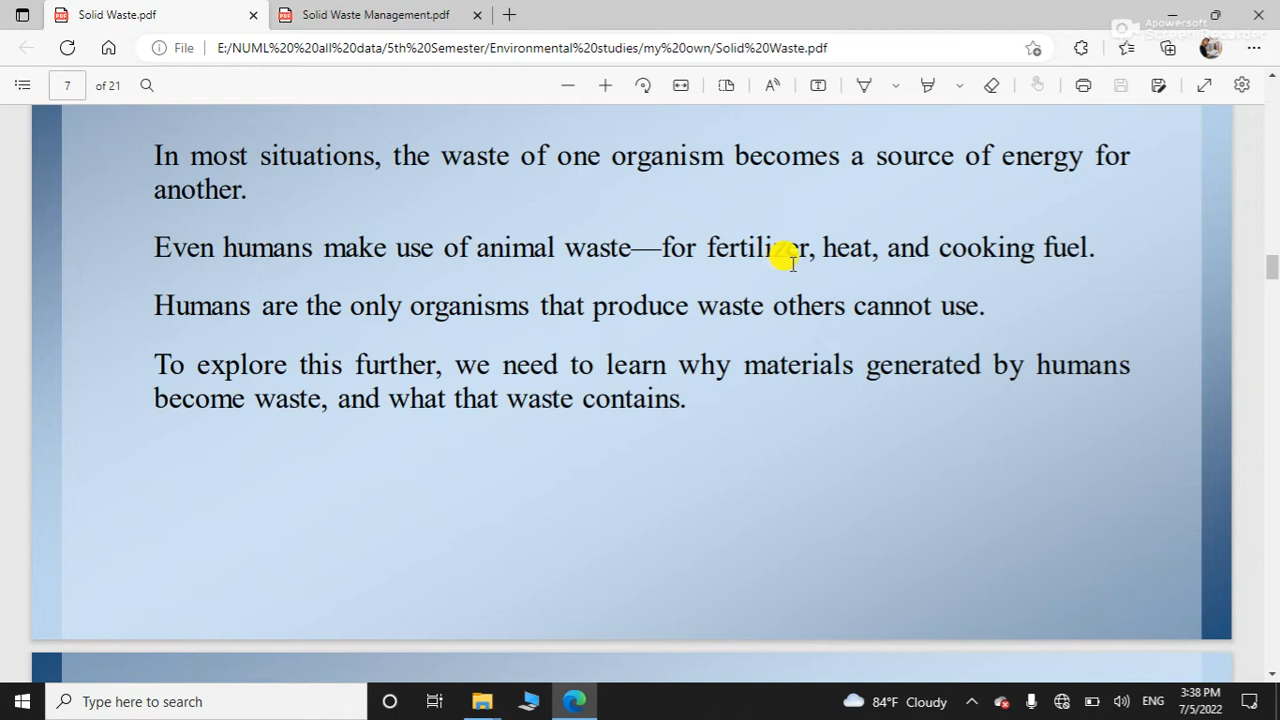 Solid Waste.pdf
Solid Waste Management.pdf
Apowersoft
Screen Recorder
File
E:/NUML%20%20all%20data/5th%20Semester/Environmental%20studies/my%20own/Solid%20Waste.pdf
7 of 21
In most situations, the waste of one organism becomes a source of energy for
another.
Even humans make use of animal waste—for fertilizer, heat, and cooking fuel.
Humans are the only organisms that produce waste others cannot use.
To explore this further, we need to learn why materials generated by humans
become waste, and what that waste contains.
Type here to search
84°F Cloudy
ENG
3:38 PM
7/5/2022